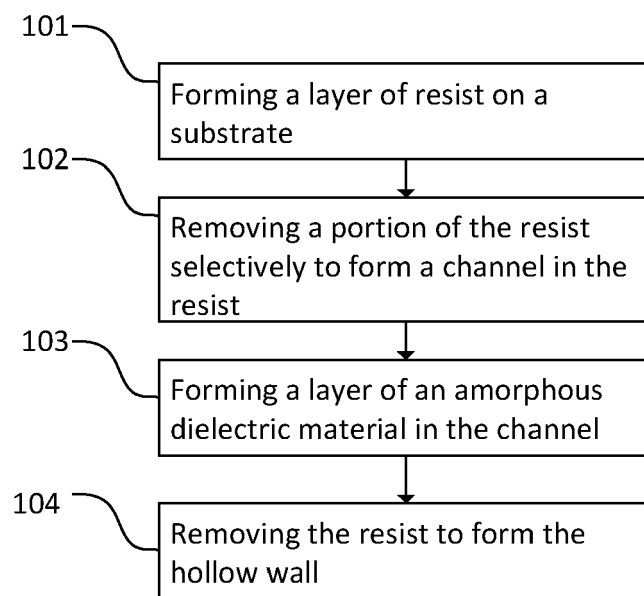 101
Forming a layer of resist on a
substrate
102
Removing a portion of the resist
selectively to form a channel in the
resist
103
Forming a layer of an amorphous
dielectric material in the channel
104
Removing the resist to form the
hollow wall